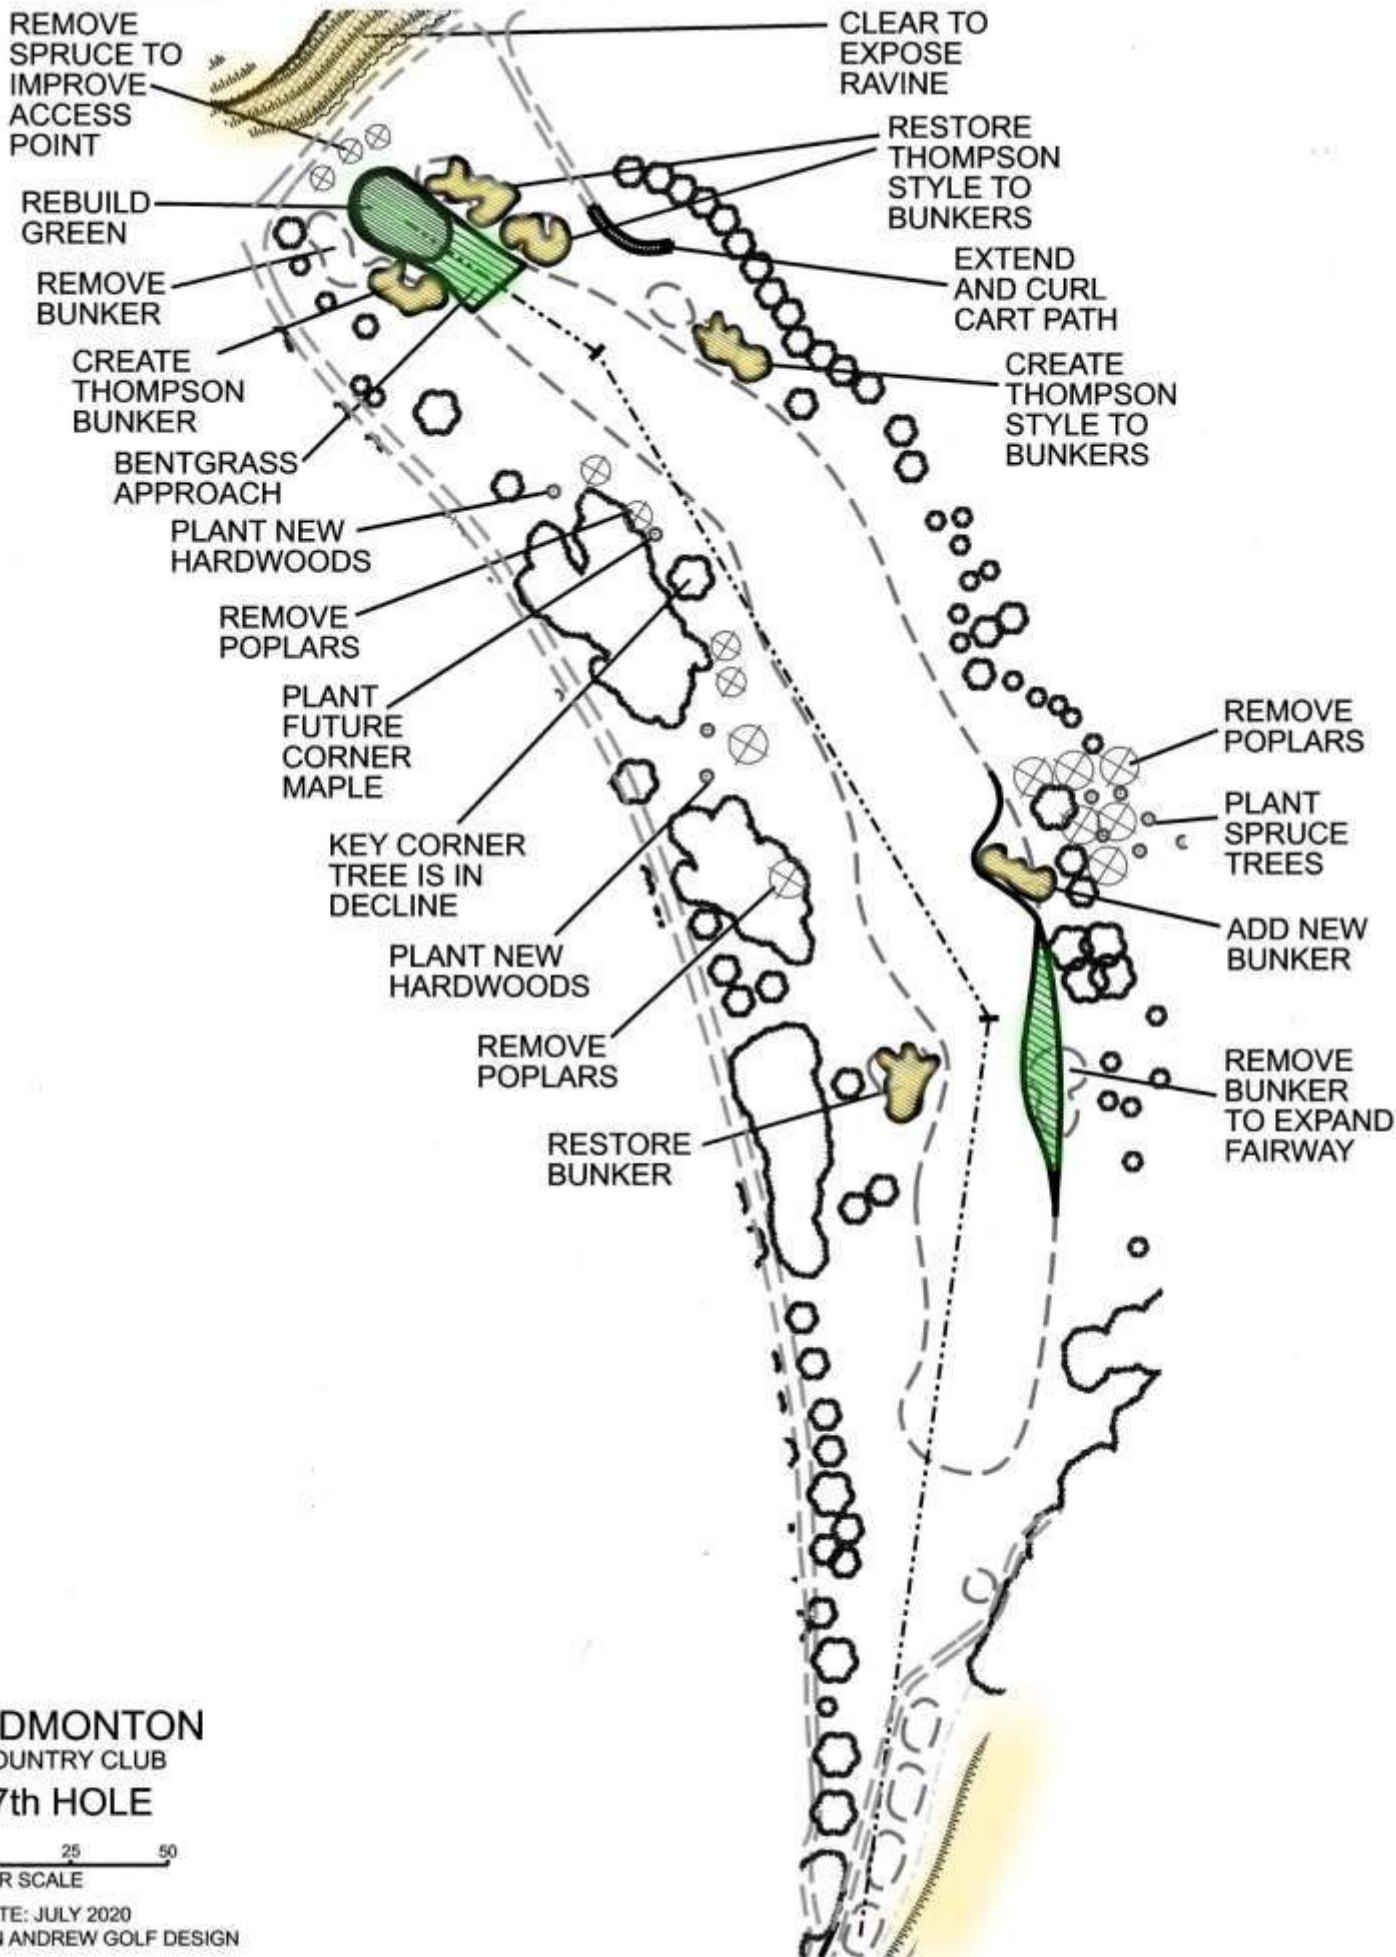 REMOVE
SPRUCE TO
IMPROVE
ACCESS
POINT
CLEAR TO
EXPOSE
RAVINE
RESTORE
THOMPSON
STYLE TO
BUNKERS
REBUILD
GREEN
REMOVE
BUNKER
EXTEND
AND CURL
CART PATH
CREATE
THOMPSON
BUNKER
CREATE
THOMPSON
STYLE TO
BUNKERS
BENTGRASS
APPROACH
PLANT NEW
HARDWOODS
REMOVE
POPLARS
PLANT
FUTURE
CORNER
MAPLE
REMOVE
POPLARS
PLANT
SPRUCE
TREES
KEY CORNER
TREE IS IN
DECLINE
ADD NEW
BUNKER
PLANT NEW
HARDWOODS
REMOVE
POPLARS
REMOVE
BUNKER
TO EXPAND
FAIRWAY
RESTORE
BUNKER
DMONTON
OUNTRY CLUB
7th HOLE
25 50
R SCALE
TE: JULY 2020
N ANDREW GOLF DESIGN